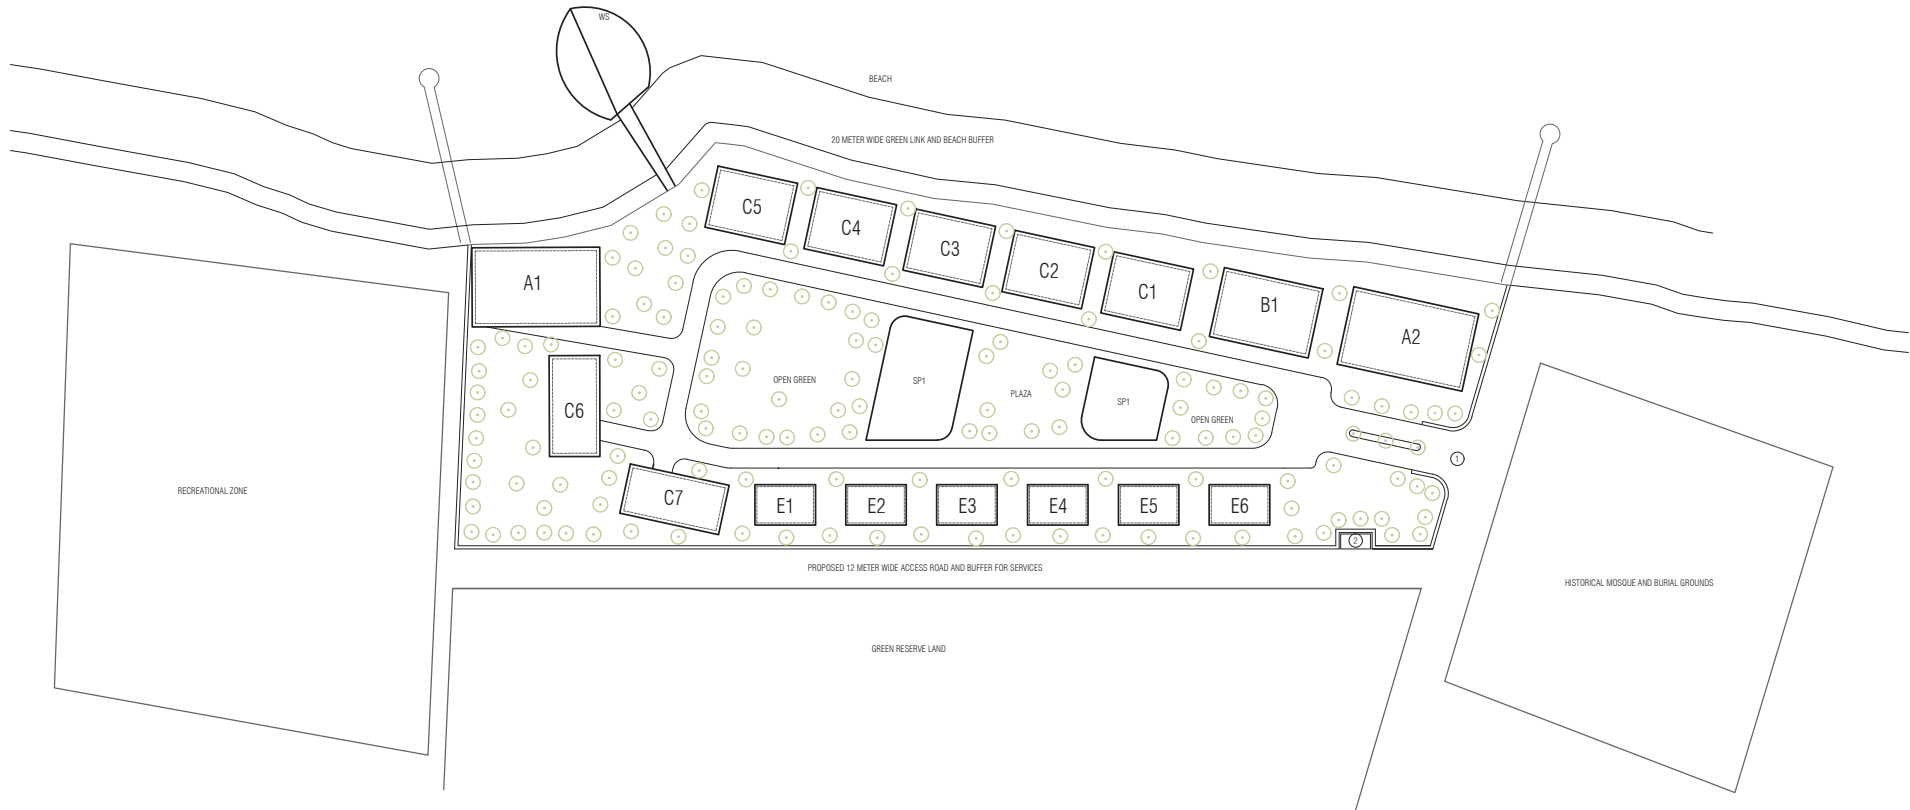 WS
BEACH
20 METER WIDE GREEN LINK AND BEACH BUFFER
C5
C4
C3
C2
C1
B1
A2
A1
OPEN GREEN
SP1
PLAZA
SP1
OPEN GREEN
C6
1
C7
E1
E2
E3
E4
E5
E6
2
RECREATIONAL ZONE
PROPOSED 12 METER WIDE ACCESS ROAD AND BUFFER FOR SERVICES
HISTORICAL MOSQUE AND BURIAL GROUNDS
GREEN RESERVE LAND